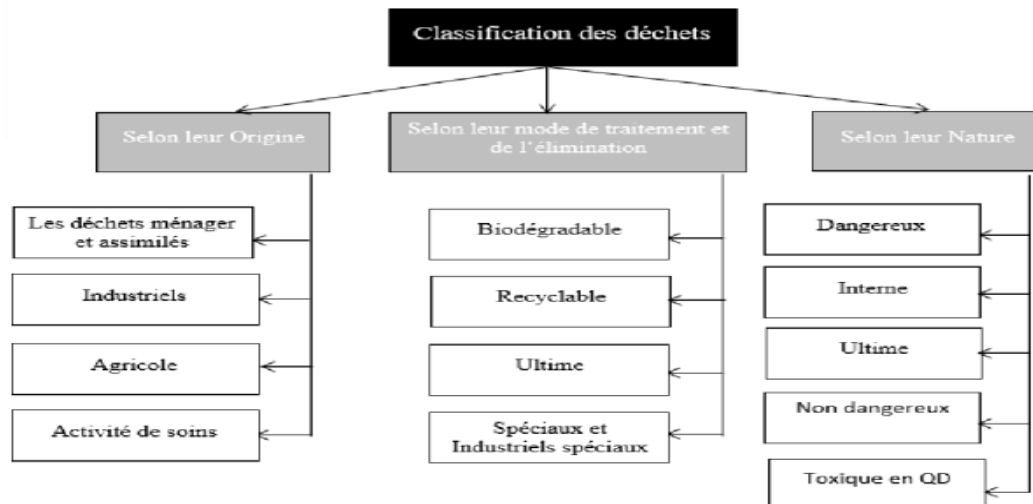 Classification des déchets
Selon leur Origine
Les déchets ménager
et assimilés
Industriels
Agricole
Activité de soins
Selon leur mode de traitement et
de l'élimination
Biodégradable
Recyclable
Ultime
Spéciaux et
Industriels spéciaux
Selon leur Nature
Dangereux
Interne
Ultime
Non dangereux
Toxique en QD